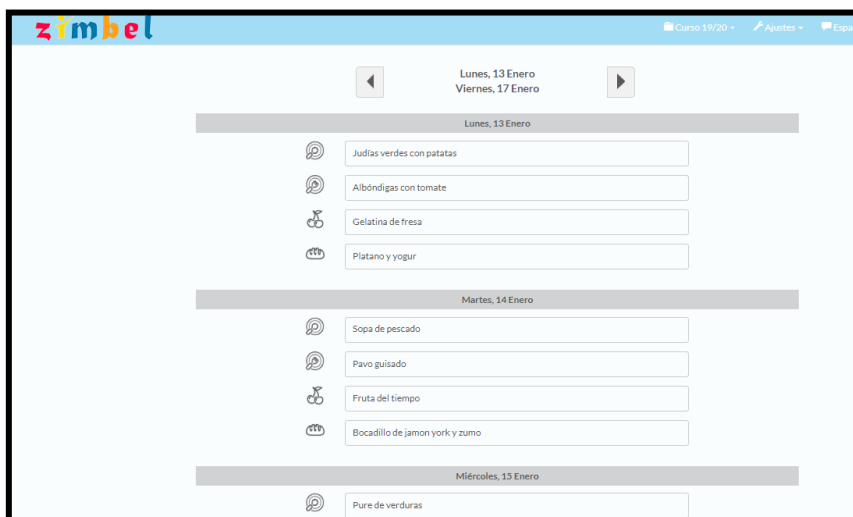 zimbel
Curso 19/20
Ajustes
Espa
Lunes, 13 Enero
Viernes, 17 Enero
Lunes, 13 Enero
Judías verdes con patatas
Albóndigas con tomate
Gelatina de fresa
Platano y yogur
Martes, 14 Enero
Sopa de pescado
Pavo guisado
Fruta del tiempo
Bocadillo de jamon york y zumo
Miércoles, 15 Enero
Pure de verduras